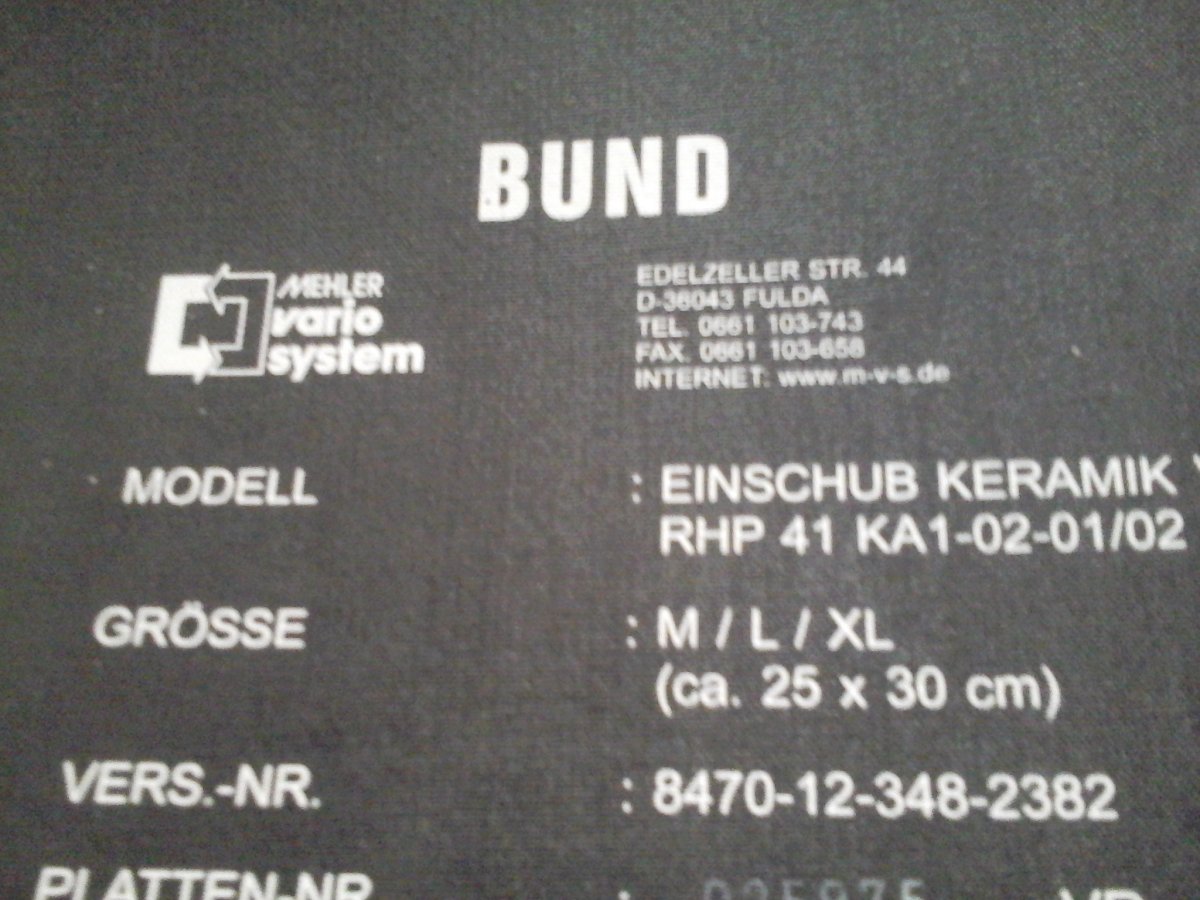 BUND
MEHLER
vario
system
EDELZELLER STR. 44
D-36043 FULDA
TEL. 0661 103-743
FAX. 0661 103-658
INTERNET: www.m-v-s.de
MODELL : EINSCHUB KERAMIK
RHP 41 KA1-02-01/02
GRÖSSE : M / L / XL
(ca. 25 x 30 cm)
VERS.-NR. : 8470-12-348-2382
PLATTEN-NR. :